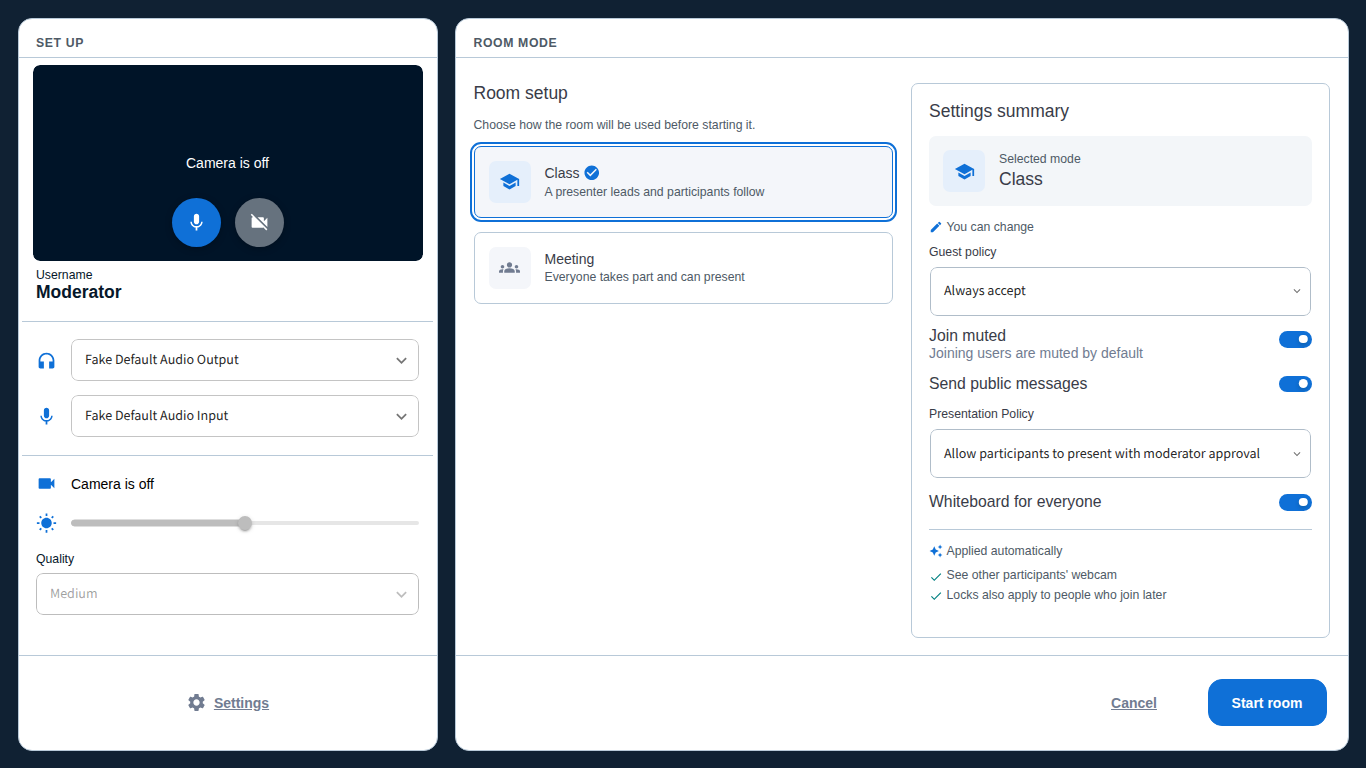 SET UP
Camera is off
Username
Moderator
Fake Default Audio Output
Fake Default Audio Input
Camera is off
Quality
Medium
Settings
ROOM MODE
Room setup
Choose how the room will be used before starting it.
Class
A presenter leads and participants follow
Meeting
Everyone takes part and can present
Settings summary
Selected mode
Class
You can change
Guest policy
Always accept
Join muted
Joining users are muted by default
Send public messages
Presentation Policy
Allow participants to present with moderator approval
Whiteboard for everyone
Applied automatically
See other participants' webcam
Locks also apply to people who join later
Cancel
Start room